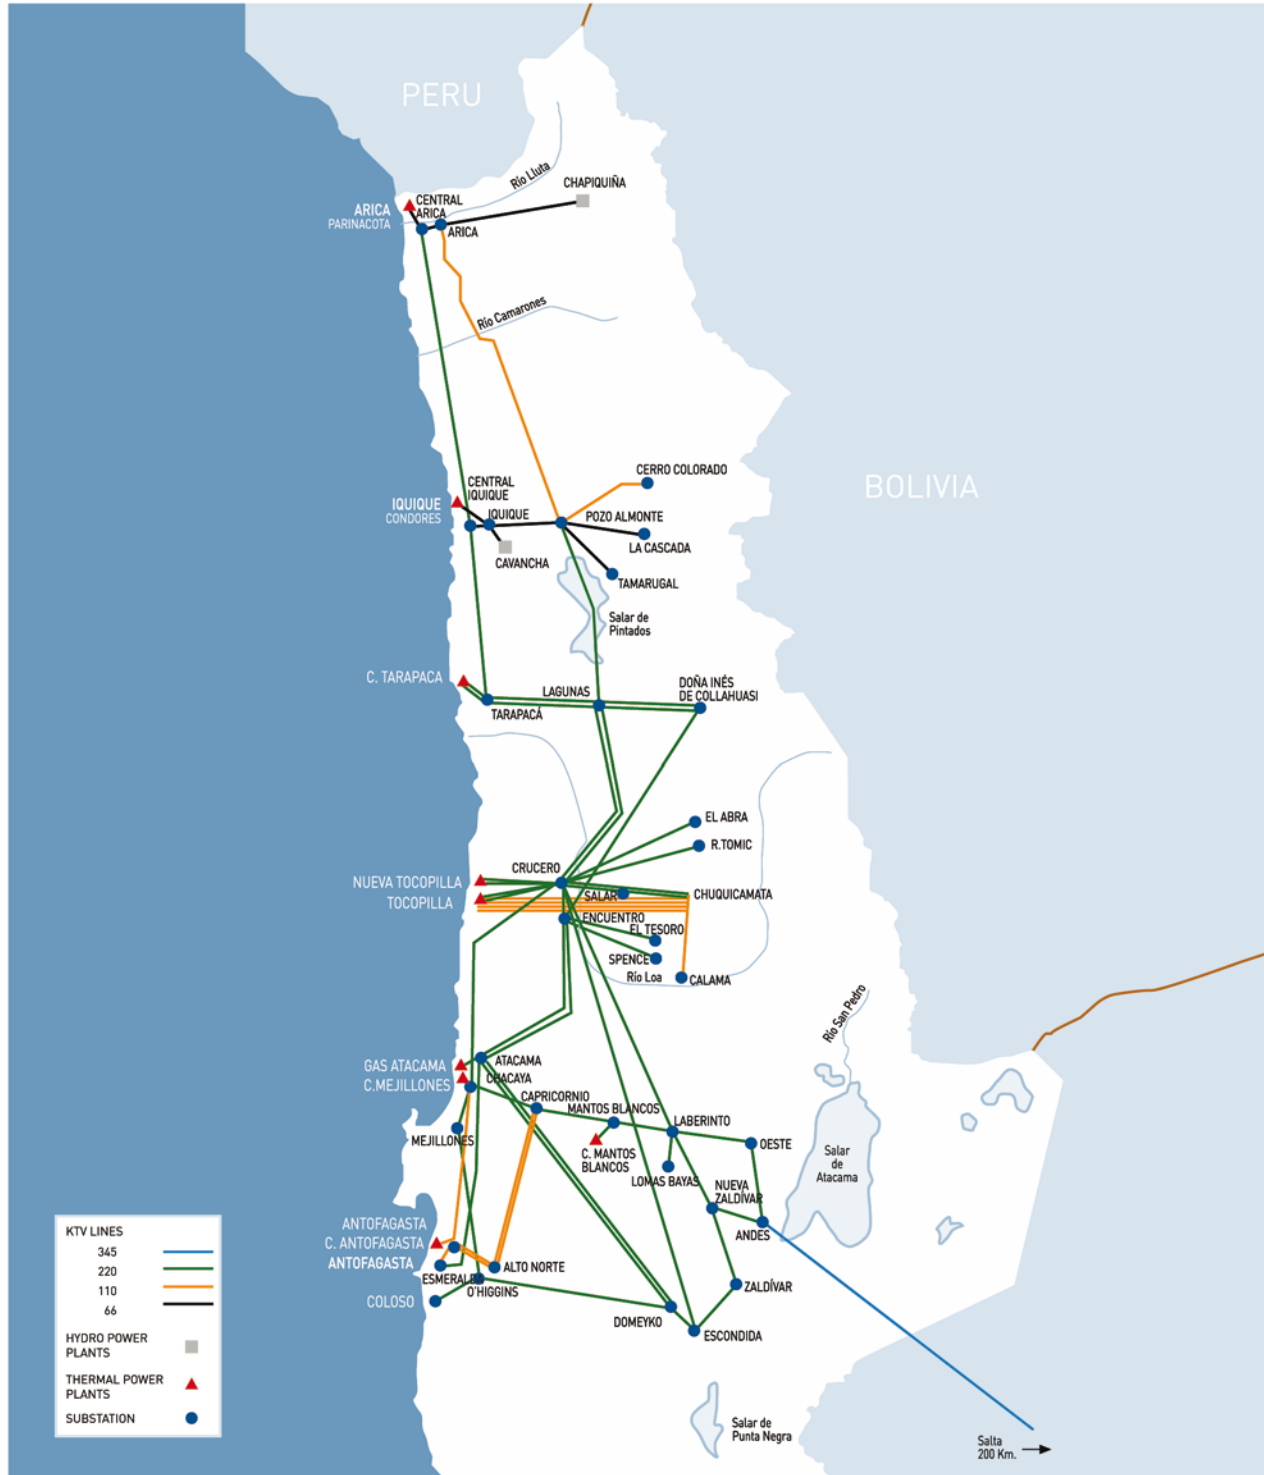 PERU
Río Lluta
CHAPIQUIÑA
CENTRAL
ARICA
ARICA
PARINACOTA
ARICA
Río Camarones
CERRO COLORADO
BOLIVIA
CENTRAL
IQUIQUE
IQUIQUE
CONDORES
IQUIQUE
POZO ALMONTE
LA CASCADA
CAVANCHA
TAMARUGAL
Salar de
Pintados
C. TARAPACA
LAGUNAS
DOÑA INÉS
DE COLLAHUASI
TARAPACÁ
EL ABRA
R.TOMIC
CRUCERO
NUEVA TOCOPILLA
TOCOPILLA
SALAR
CHUQUICAMATA
ENCUENTRO
EL TESORO
SPENCE
Río Loa
CALAMA
Río San Pedro
GAS ATACAMA
ATACAMA
C.MEJILLONES
CHACAYA
CAPRICORNIO
MANTOS BLANCOS
LABERINTO
MEJILLONES
OESTE
C. MANTOS
BLANCOS
LOMAS BAYAS
Salar
de
Atacama
NUEVA
ZALDÍVAR
ANDES
ANTOFAGASTA
C. ANTOFAGASTA
ANTOFAGASTA
ESMERALDA
ALTO NORTE
O'HIGGINS
ZALDÍVAR
COLOSO
DOMEYKO
ESCONDIDA
KTV LINES
345
220
110
66
HYDRO POWER
PLANTS
THERMAL POWER
PLANTS
SUBSTATION
Salar de
Punta Negra
Salta
200 Km.